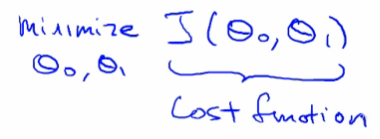 minimize J(θ₀, θ₁)
θ₀, θ₁
Cost function